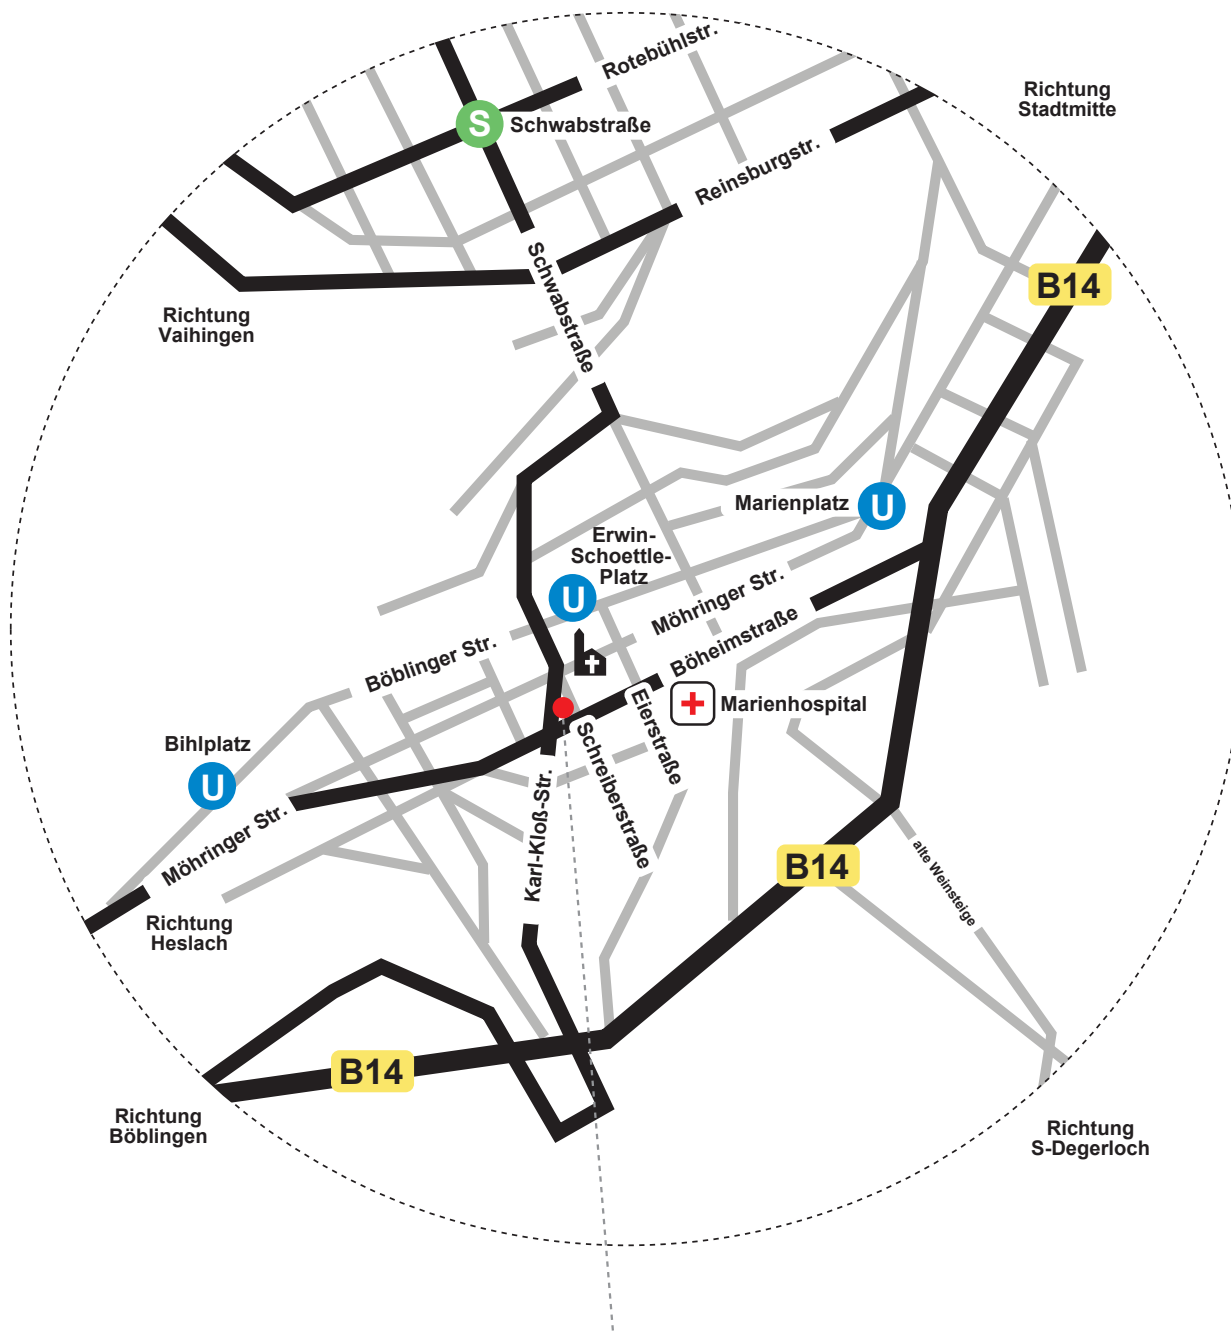 Rotebühlstr.
Richtung
Stadtmitte
S
Schwabstraße
Reinsburgstr.
Schwabstraße
B14
Richtung
Vaihingen
Marienplatz
U
Erwin-
Schoettle-
Platz
U
Möhringer Str.
Böheimstraße
Böblinger Str.
Eierstraße
Marienhospital
Bihlplatz
U
Schreiberstraße
Karl-Kloß-Str.
Möhringer Str.
B14
alte Weinsteige
Richtung
Heslach
B14
Richtung
Böblingen
Richtung
S-Degerloch